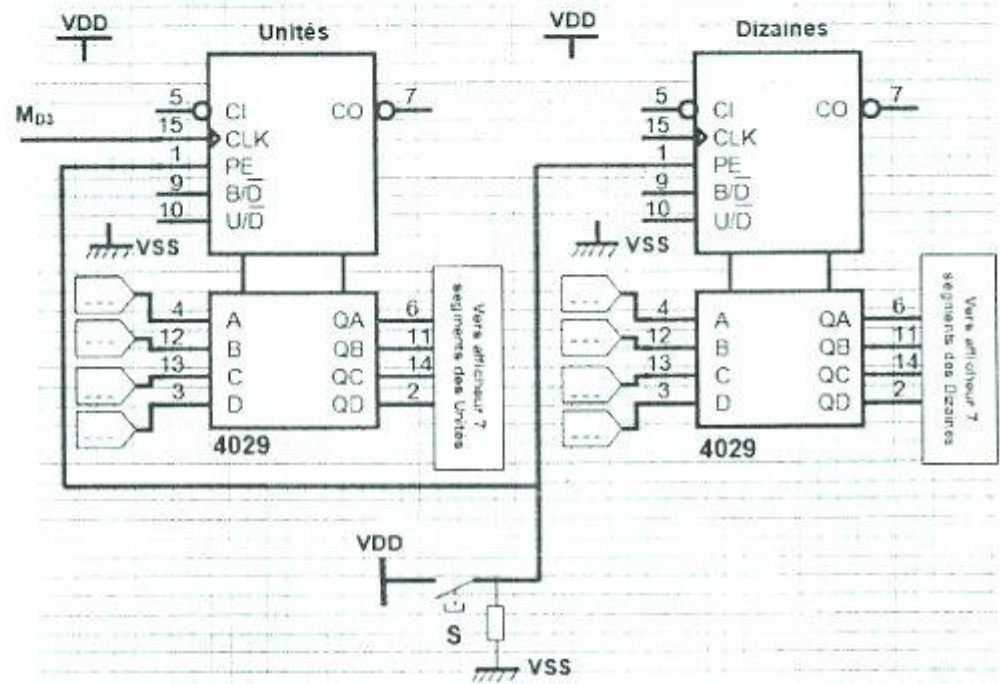 VDD
Unités
VDD
Dizaines
5
CI
CO
7
5
CI
CO
7
MD3
15
CLK
15
CLK
1
PE
1
PE
9
B/D̅
9
B/D̅
10
U/D̅
10
U/D̅
VSS
VSS
---
4
A
QA
6
---
4
A
QA
6
---
12
B
QB
11
---
12
B
QB
11
---
13
C
QC
14
---
13
C
QC
14
---
3
D
QD
2
---
3
D
QD
2
4029
4029
Vers afficheur 7
segments des Unités
Vers afficheur 7
segments des Dizaines
VDD
S
VSS